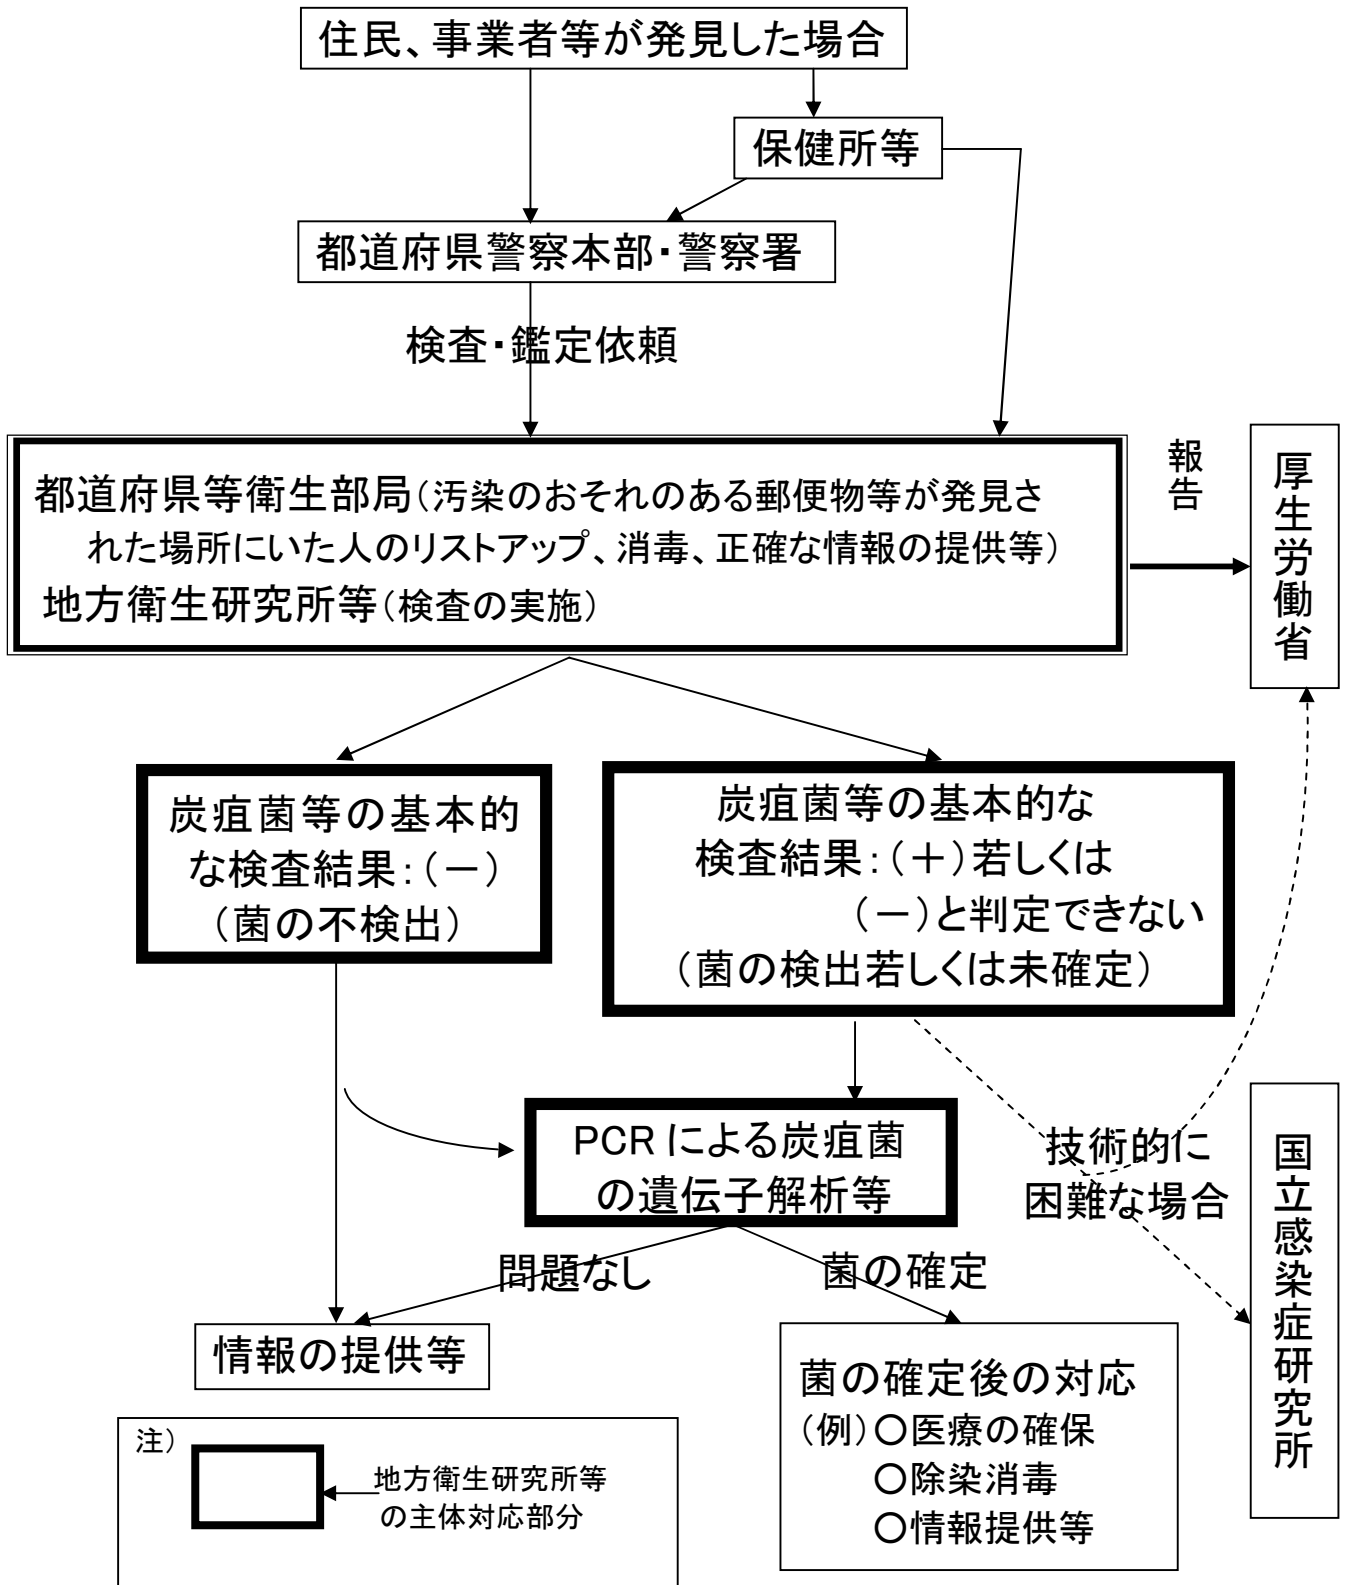 住民、事業者等が発見した場合
保健所等
都道府県警察本部・警察署
検査・鑑定依頼
都道府県等衛生部局（汚染のおそれのある郵便物等が発見さ
れた場所にいた人のリストアップ、消毒、正確な情報の提供等）
地方衛生研究所等（検査の実施）
報告
厚生労働省
炭疽菌等の基本的
な検査結果：（－）
（菌の不検出）
炭疽菌等の基本的な
検査結果：（＋）若しくは
（－）と判定できない
（菌の検出若しくは未確定）
PCR による炭疽菌
の遺伝子解析等
技術的に
困難な場合
国立感染症研究所
問題なし
菌の確定
情報の提供等
菌の確定後の対応
（例）○医療の確保
○除染消毒
○情報提供等
注）
地方衛生研究所等
の主体対応部分